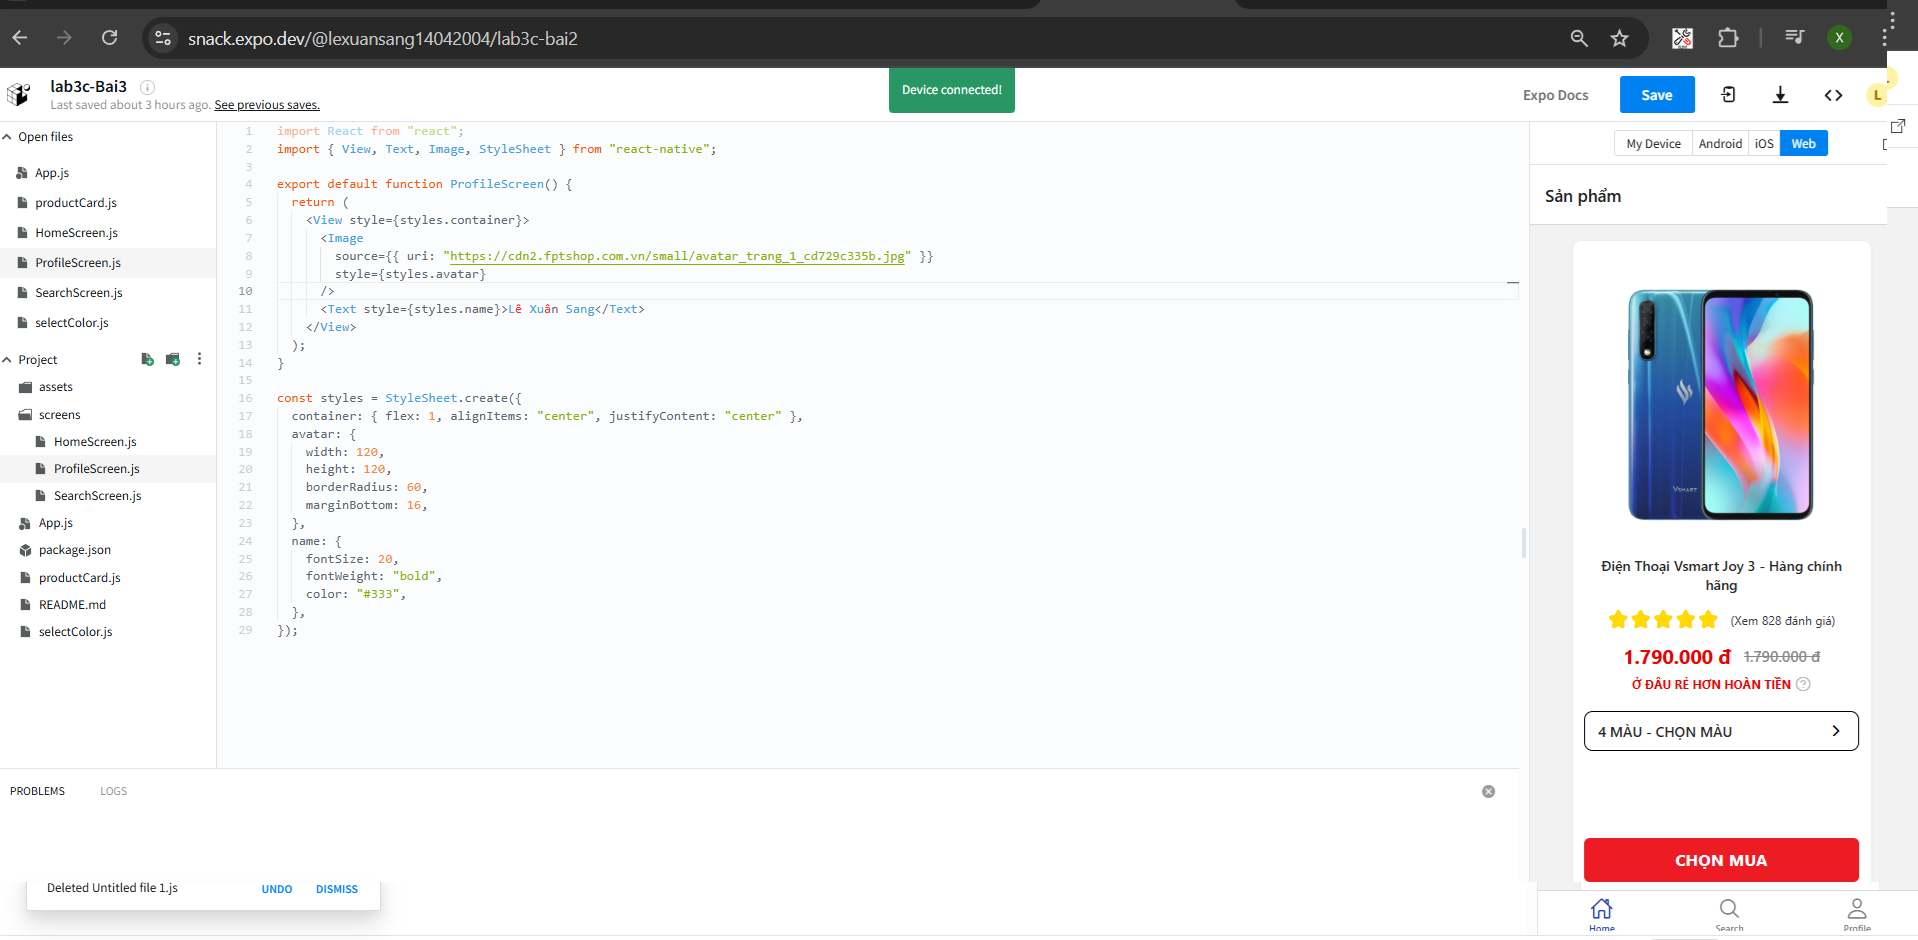 snack.expo.dev/@lexuansang14042004/lab3c-bai2
X
lab3c-Bai3
Last saved about 3 hours ago. See previous saves.
Device connected!
Expo Docs
Save
L
Open files
App.js
productCard.js
HomeScreen.js
ProfileScreen.js
SearchScreen.js
selectColor.js
Project
assets
screens
HomeScreen.js
ProfileScreen.js
SearchScreen.js
App.js
package.json
productCard.js
README.md
selectColor.js
1 import React from "react";
2 import { View, Text, Image, StyleSheet } from "react-native";
3
4 export default function ProfileScreen() {
5 return (
6 <View style={styles.container}>
7 <Image
8 source={{ uri: "https://cdn2.fptshop.com.vn/small/avatar_trang_1_cd729c335b.jpg" }}
9 style={styles.avatar}
10 />
11 <Text style={styles.name}>Lê Xuân Sang</Text>
12 </View>
13 );
14 }
15
16 const styles = StyleSheet.create({
17 container: { flex: 1, alignItems: "center", justifyContent: "center" },
18 avatar: {
19 width: 120,
20 height: 120,
21 borderRadius: 60,
22 marginBottom: 16,
23 },
24 name: {
25 fontSize: 20,
26 fontWeight: "bold",
27 color: "#333",
28 },
29 });
PROBLEMS LOGS
Deleted Untitled file 1.js UNDO DISMISS
My Device Android iOS Web
Sản phẩm
VSMART
Điện Thoại Vsmart Joy 3 - Hàng chính
hãng
(Xem 828 đánh giá)
1.790.000 đ 1.790.000 đ
Ở ĐÂU RẺ HƠN HOÀN TIỀN ?
4 MÀU - CHỌN MÀU
CHỌN MUA
Home Search Profile